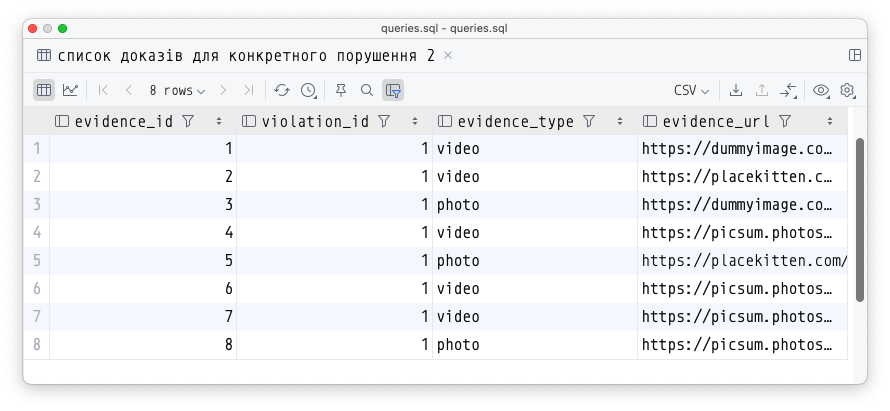 queries.sql – queries.sql
список доказів для конкретного порушення 2 ×
8 rows CSV
evidence_id violation_id evidence_type evidence_url
1 1 1 video https://dummyimage.co…
2 2 1 video https://placekitten.c…
3 3 1 photo https://dummyimage.co…
4 4 1 video https://picsum.photos…
5 5 1 photo https://placekitten.com/
6 6 1 video https://picsum.photos…
7 7 1 video https://picsum.photos…
8 8 1 photo https://picsum.photos…